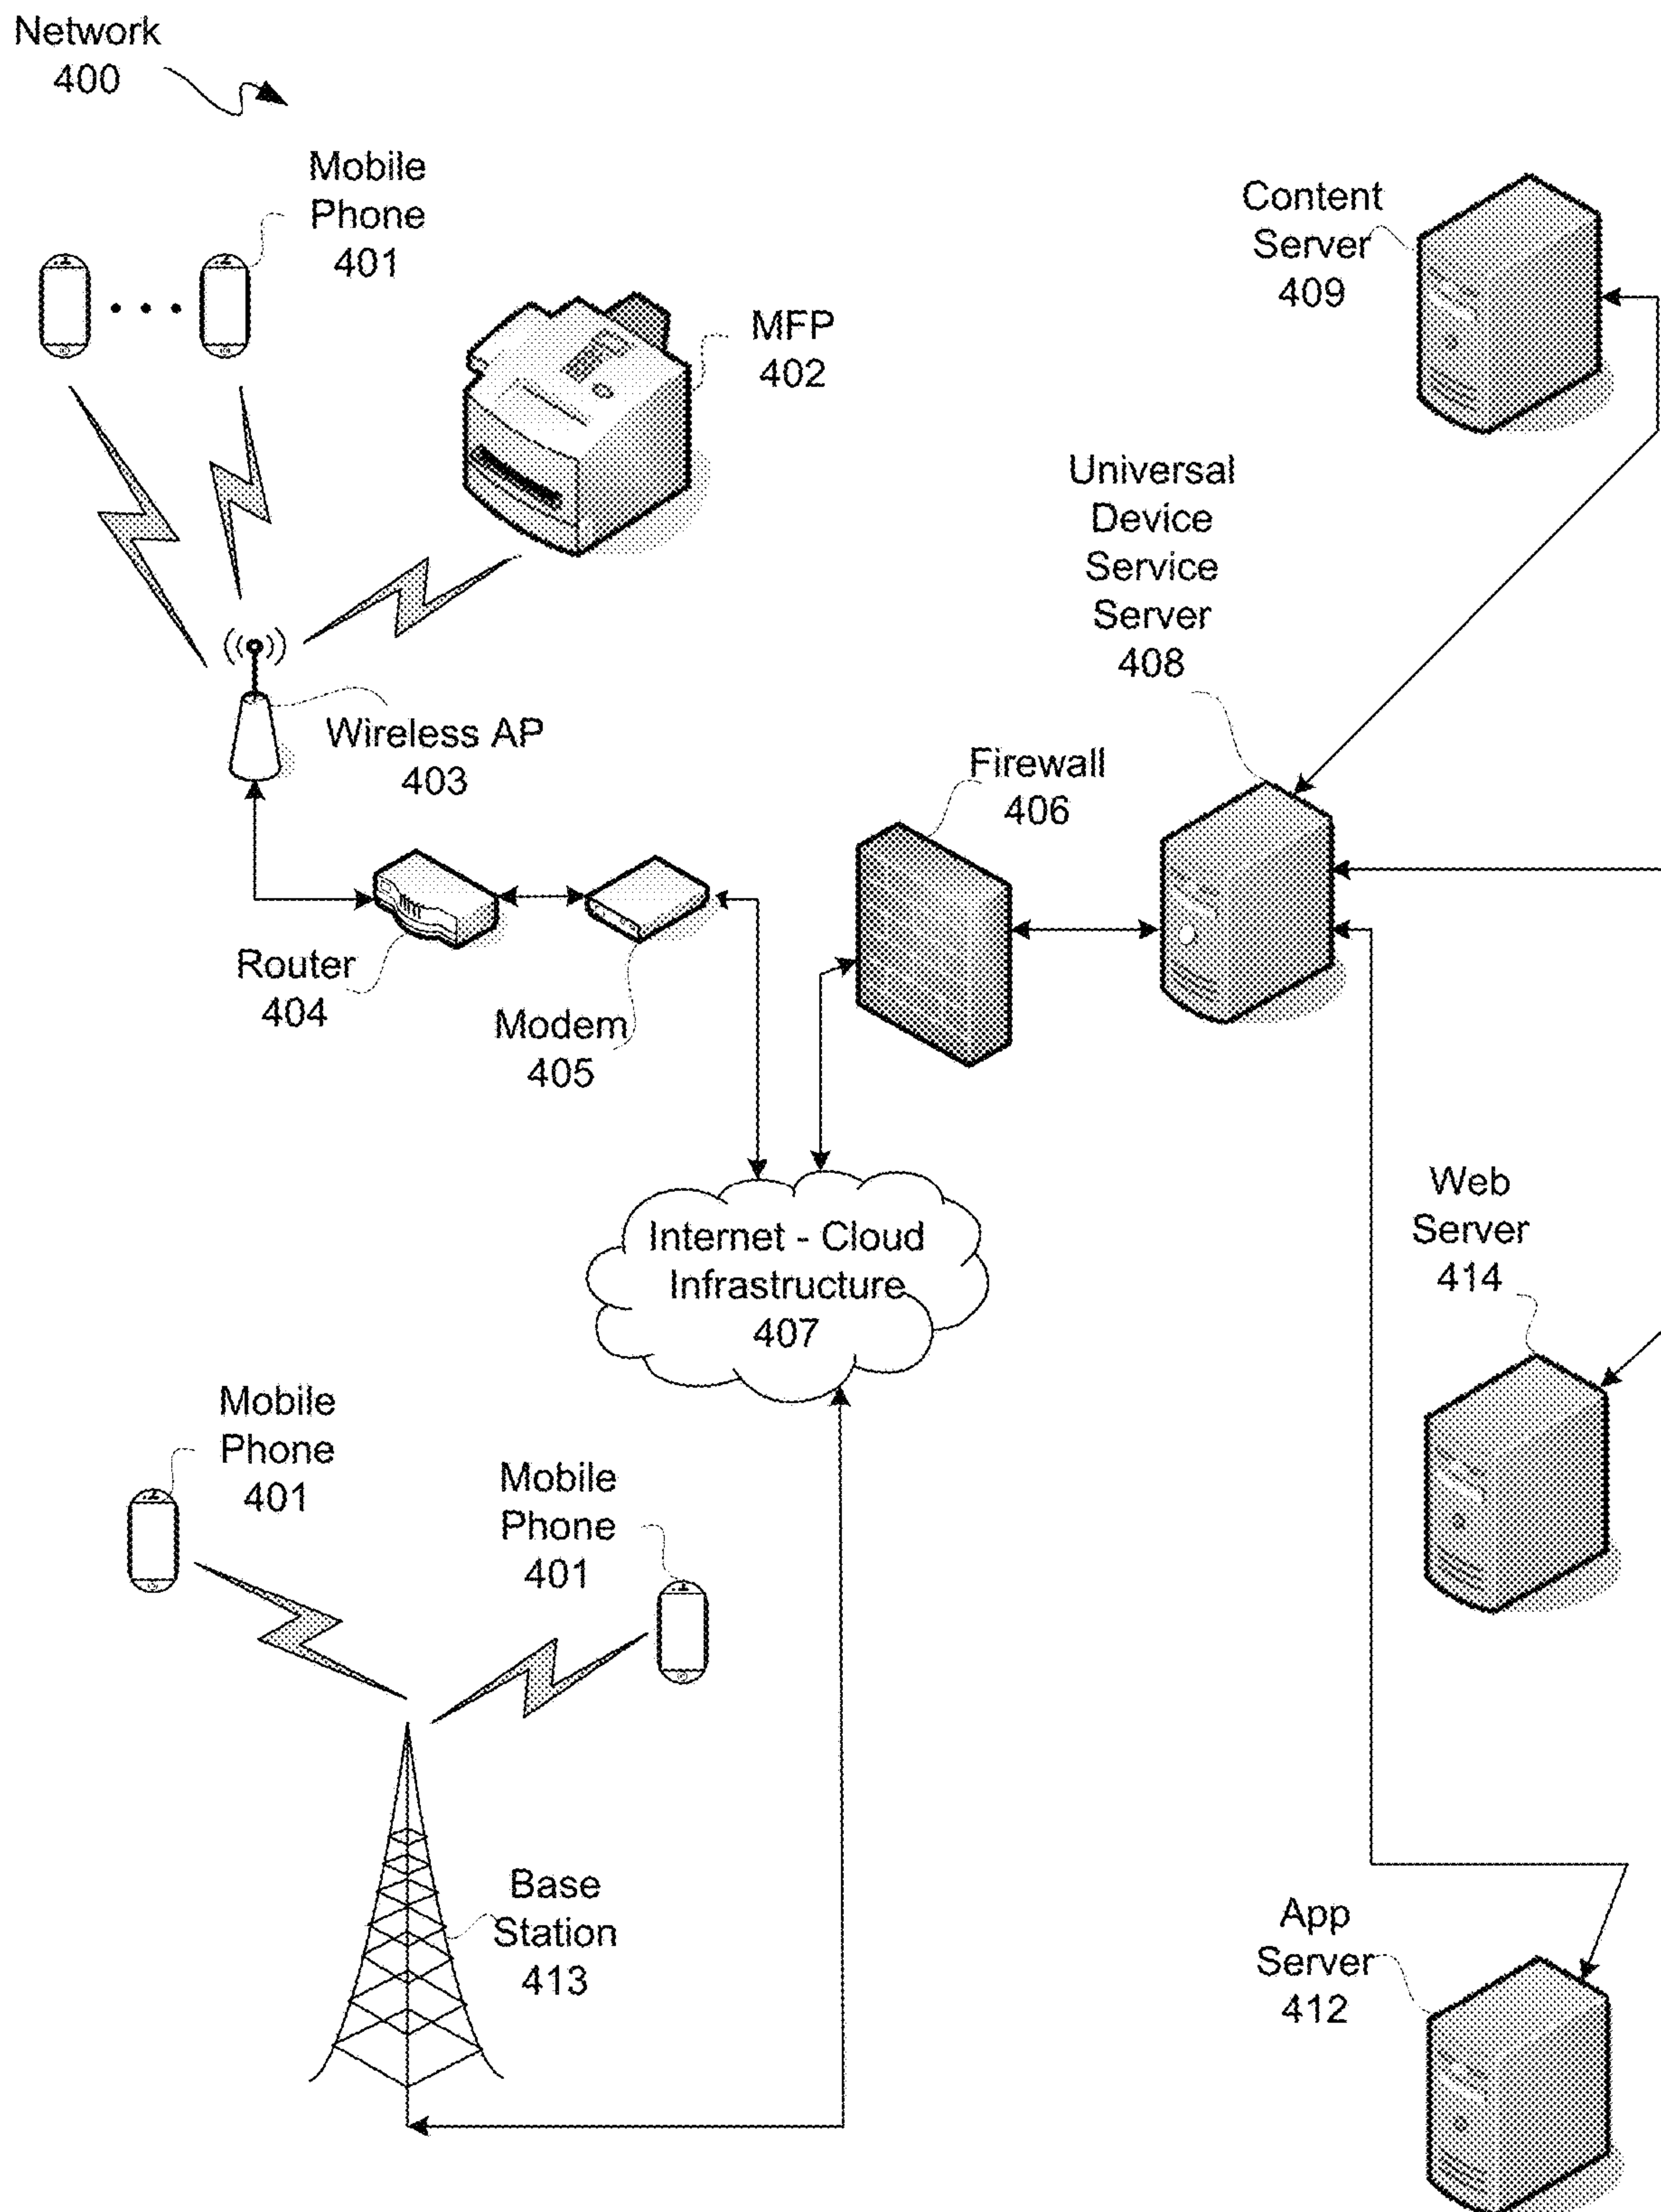 Network
400
Mobile
Phone
401
MFP
402
Content
Server
409
Universal
Device
Service
Server
408
Wireless AP
403
Firewall
406
Router
404
Modem
405
Internet - Cloud
Infrastructure
407
Web
Server
414
Mobile
Phone
401
Mobile
Phone
401
Base
Station
413
App
Server
412